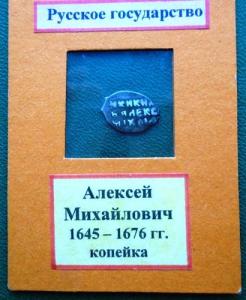 Русское государство
Алексей
Михайлович
1645 – 1676 гг.
копейка